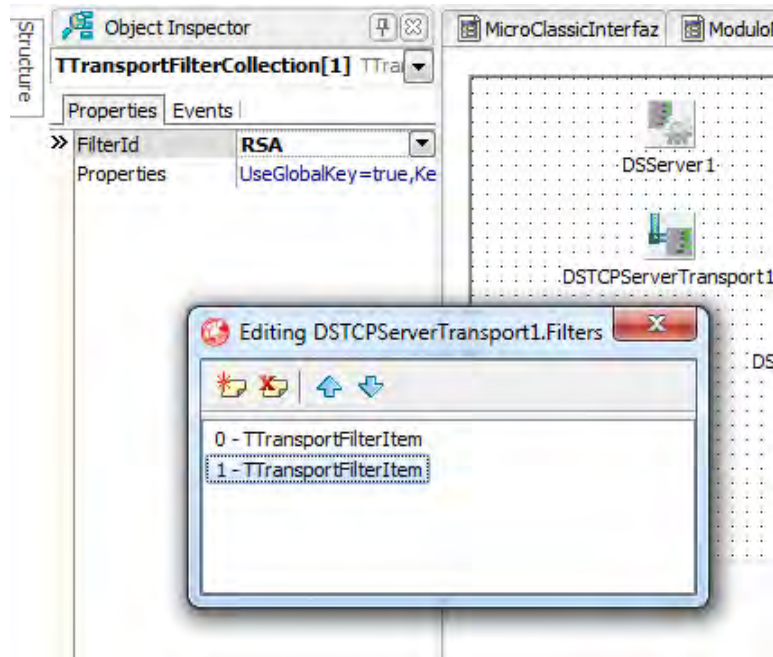 Structure
Object Inspector
TTransportFilterCollection[1]
Properties
Events
FilterId
RSA
Properties
UseGlobalKey=true,Ke
MicroClassicInterfaz
DSServer1
DSTCPServerTransport1
DS
Editing DSTCPServerTransport1.Filters
0 - TTransportFilterItem
1 - TTransportFilterItem